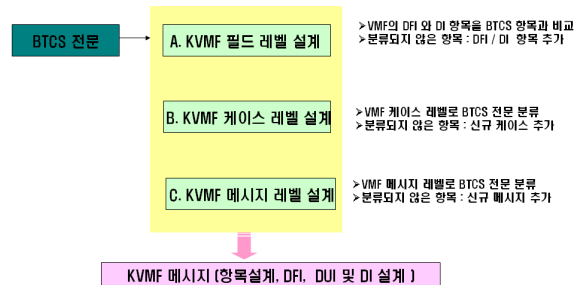 BTCS 전문
A. KVMF 필드 레벨 설계
➢VMF의 DFI 와 DI 항목을 BTCS 항목과 비교
➢분류되지 않은 항목 : DFI / DI 항목 추가
B. KVMF 케이스 레벨 설계
➢VMF 케이스 레벨로 BTCS 전문 분류
➢분류되지 않은 항목 : 신규 케이스 추가
C. KVMF 메시지 레벨 설계
➢VMF 메시지 레벨로 BTCS 전문 분류
➢분류되지 않은 항목 : 신규 메시지 추가
KVMF 메시지 (항목설계, DFI, DUI 및 DI 설계 )